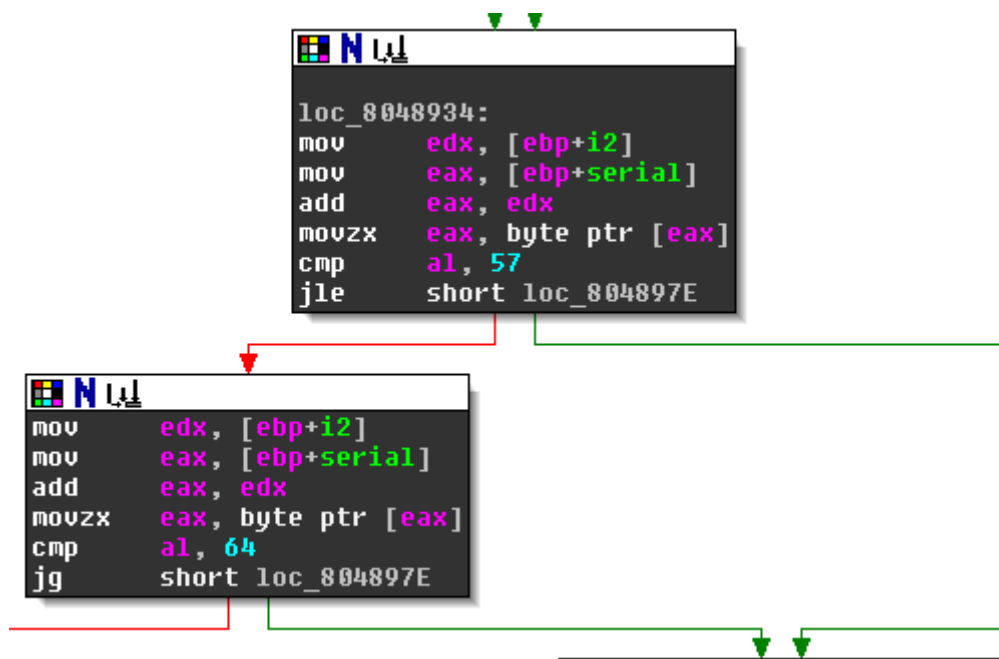 loc_8048934:
mov edx, [ebp+i2]
mov eax, [ebp+serial]
add eax, edx
movzx eax, byte ptr [eax]
cmp al, 57
jle short loc_804897E
mov edx, [ebp+i2]
mov eax, [ebp+serial]
add eax, edx
movzx eax, byte ptr [eax]
cmp al, 64
jg short loc_804897E